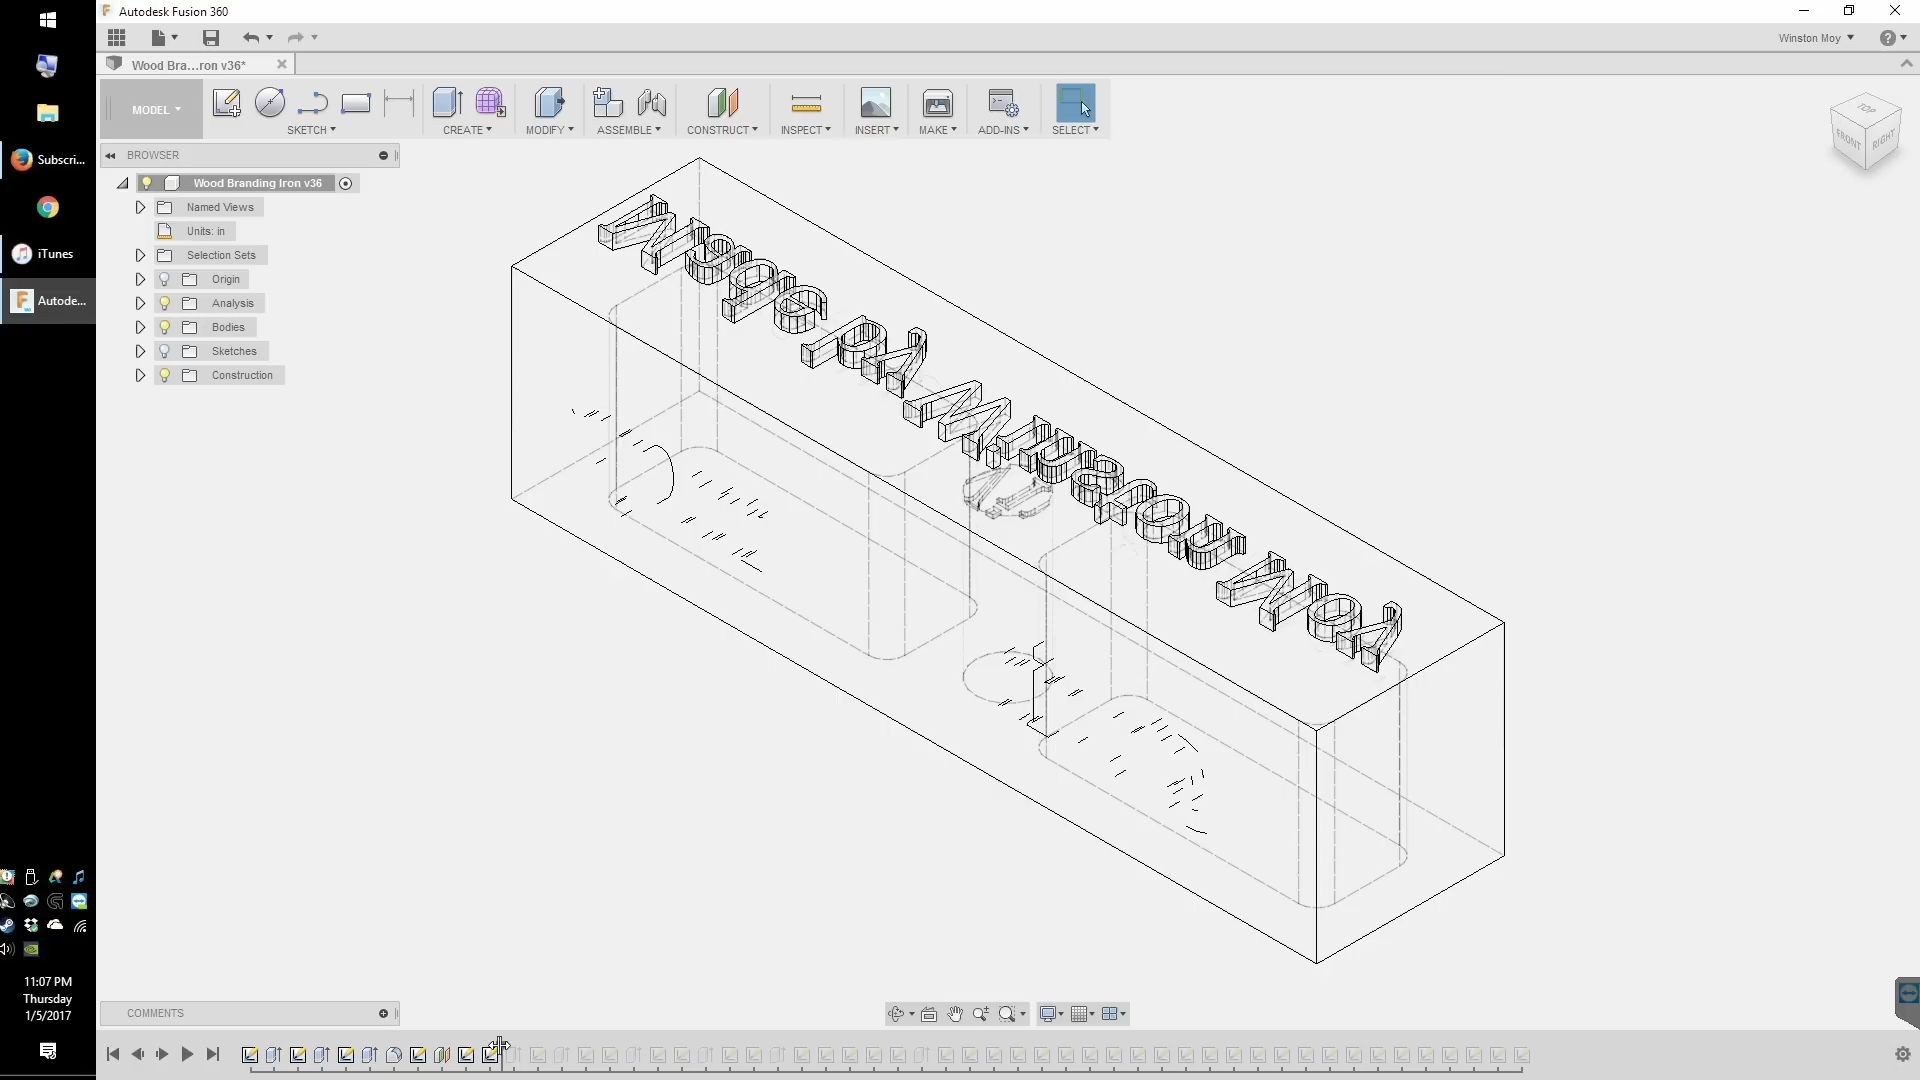 Autodesk Fusion 360
Winston Moy
Wood Bra...ron v36*
MODEL
SKETCH
CREATE
MODIFY
ASSEMBLE
CONSTRUCT
INSPECT
INSERT
MAKE
ADD-INS
SELECT
TOP
FRONT
RIGHT
BROWSER
Wood Branding Iron v36
Named Views
Units: in
Selection Sets
Origin
Analysis
Bodies
Sketches
Construction
Subscri...
iTunes
Autode...
11:07 PM
Thursday
1/5/2017
COMMENTS